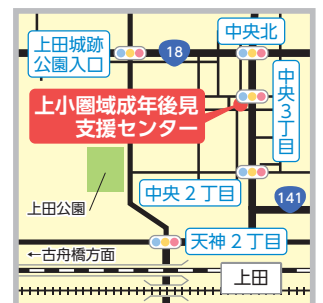 上田城跡
公園入口
18
中央北
上小圏域成年後見
支援センター
中央3丁目
中央2丁目
141
上田公園
天神2丁目
←古舟橋方面
上田